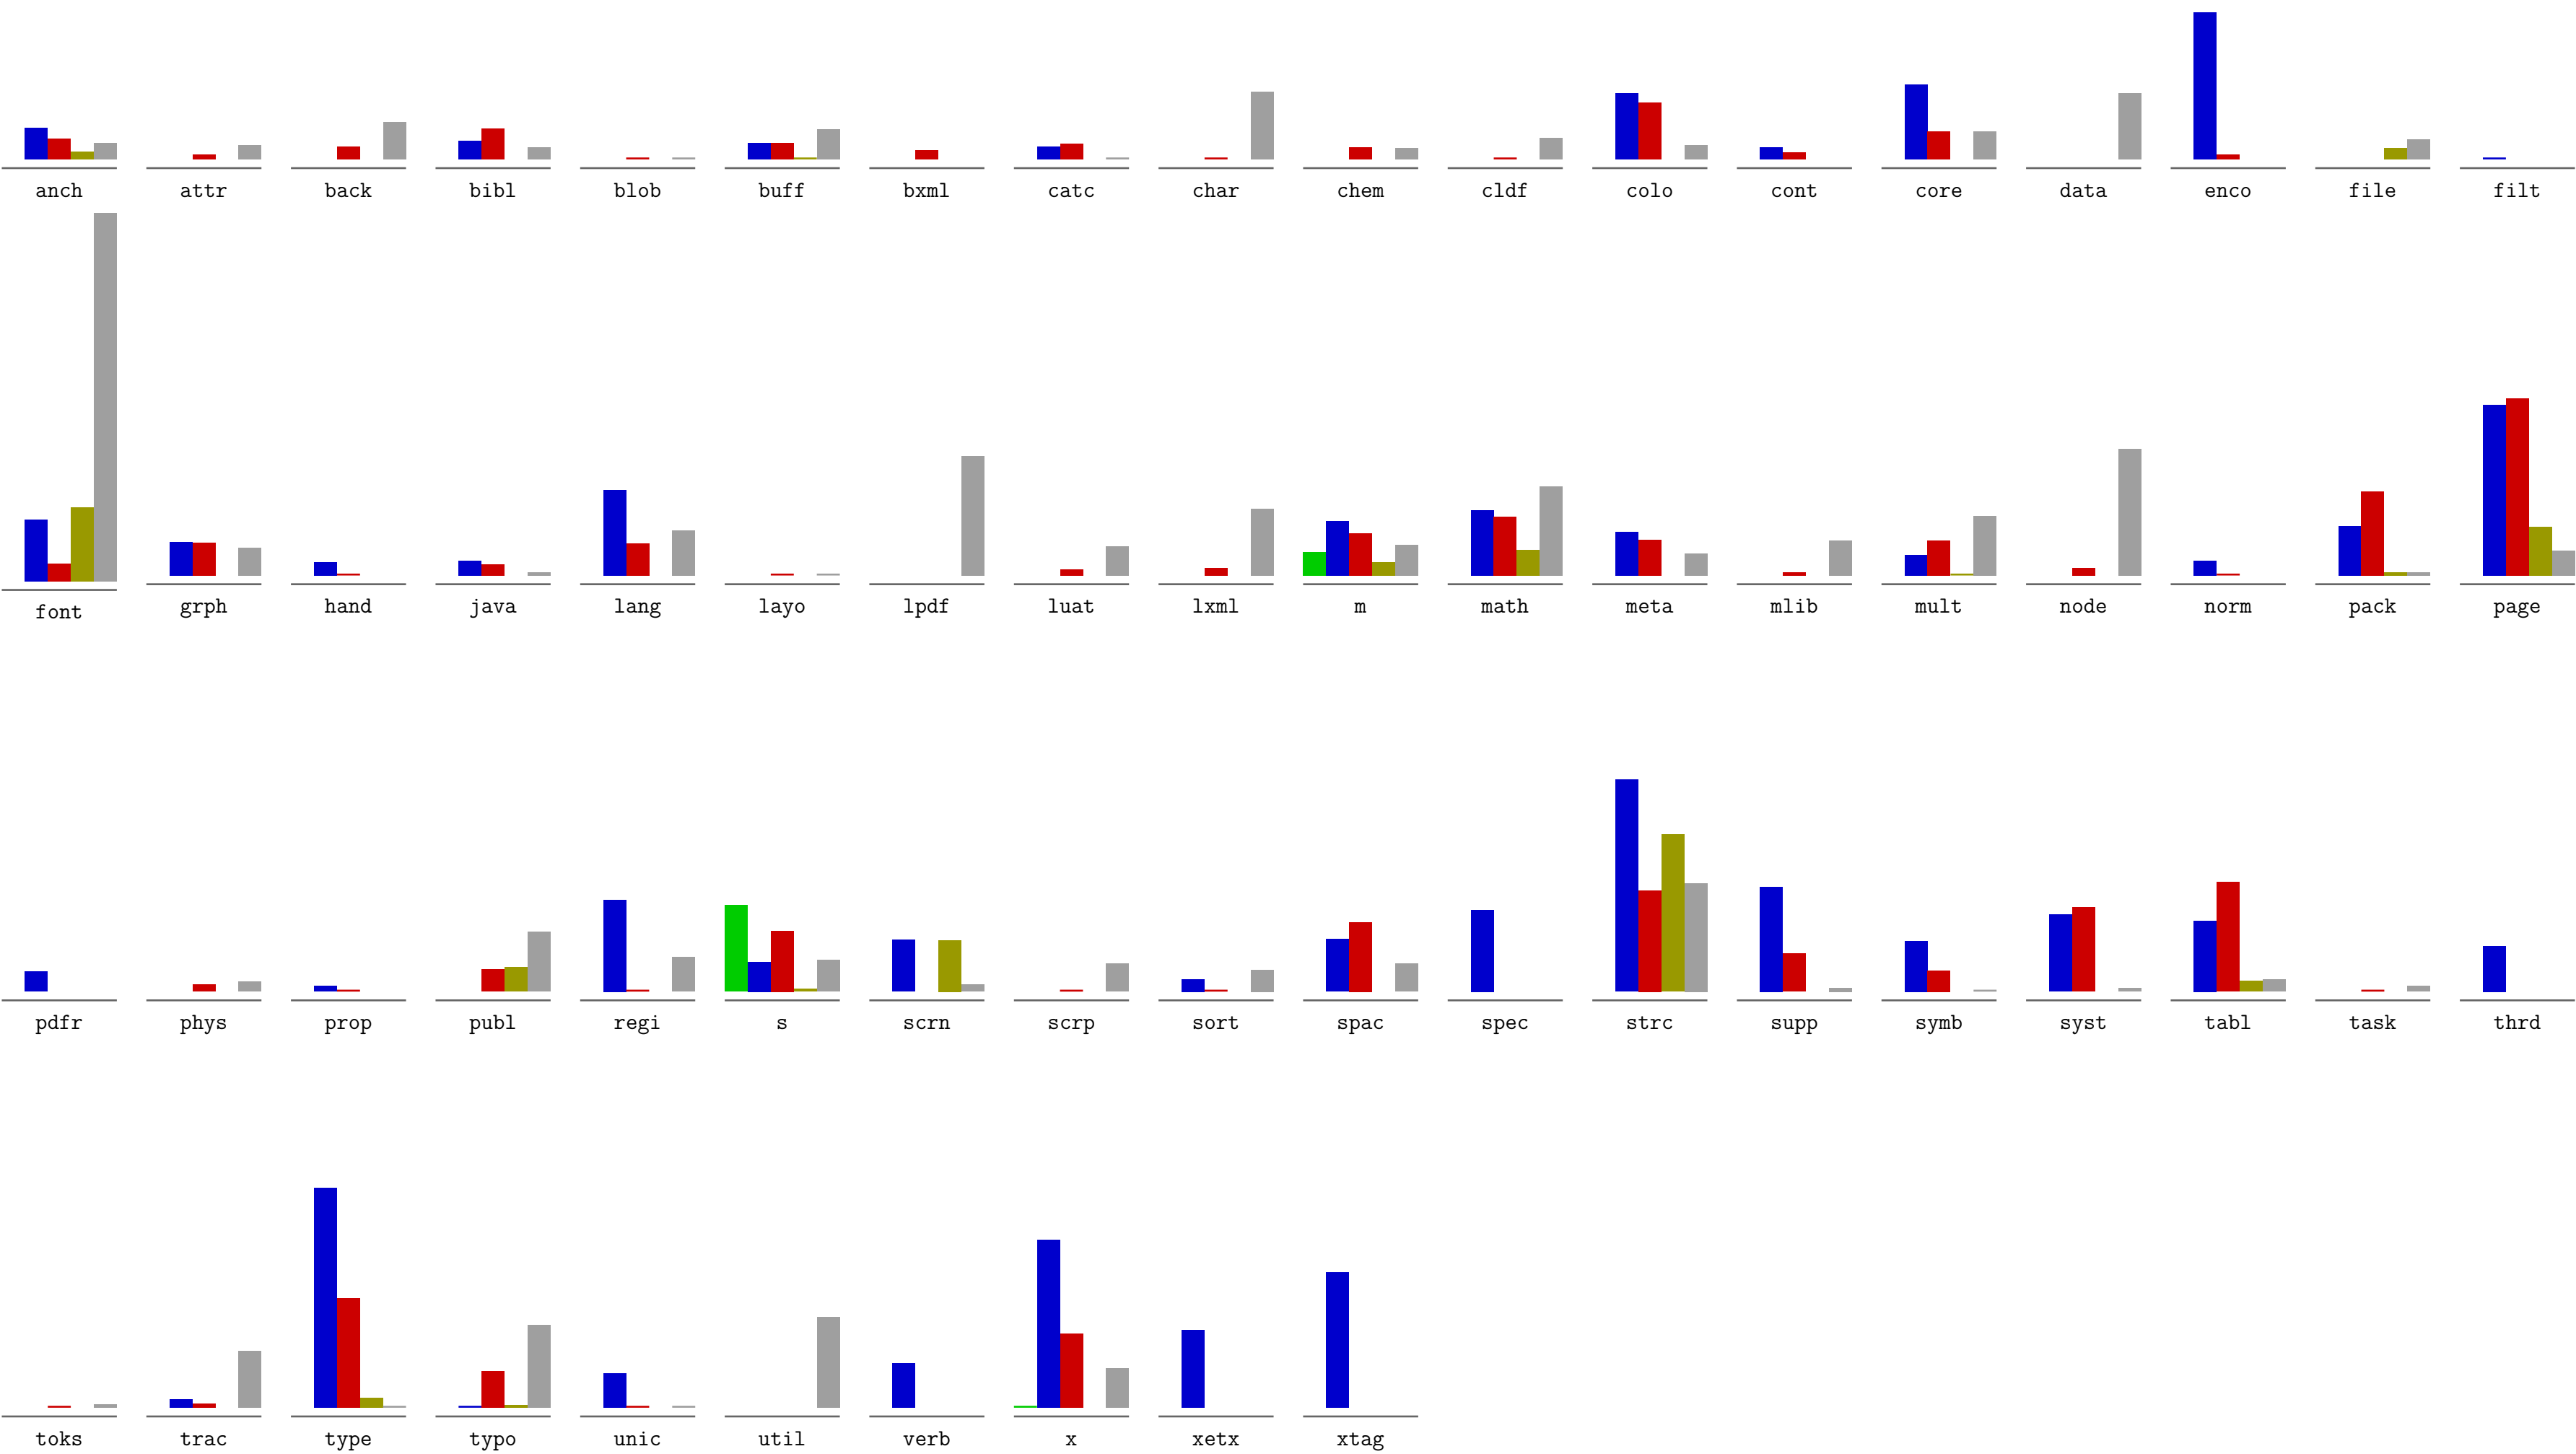 anch attr back bibl blob buff bxml catc char chem cldf colo cont core data enco file filt
font grph hand java lang layo lpdf luat lxml m math meta mlib mult node norm pack page
pdfr phys prop publ regi s scrn scrp sort spac spec strc supp symb syst tabl task thrd
toks trac type typo unic util verb x xetx xtag